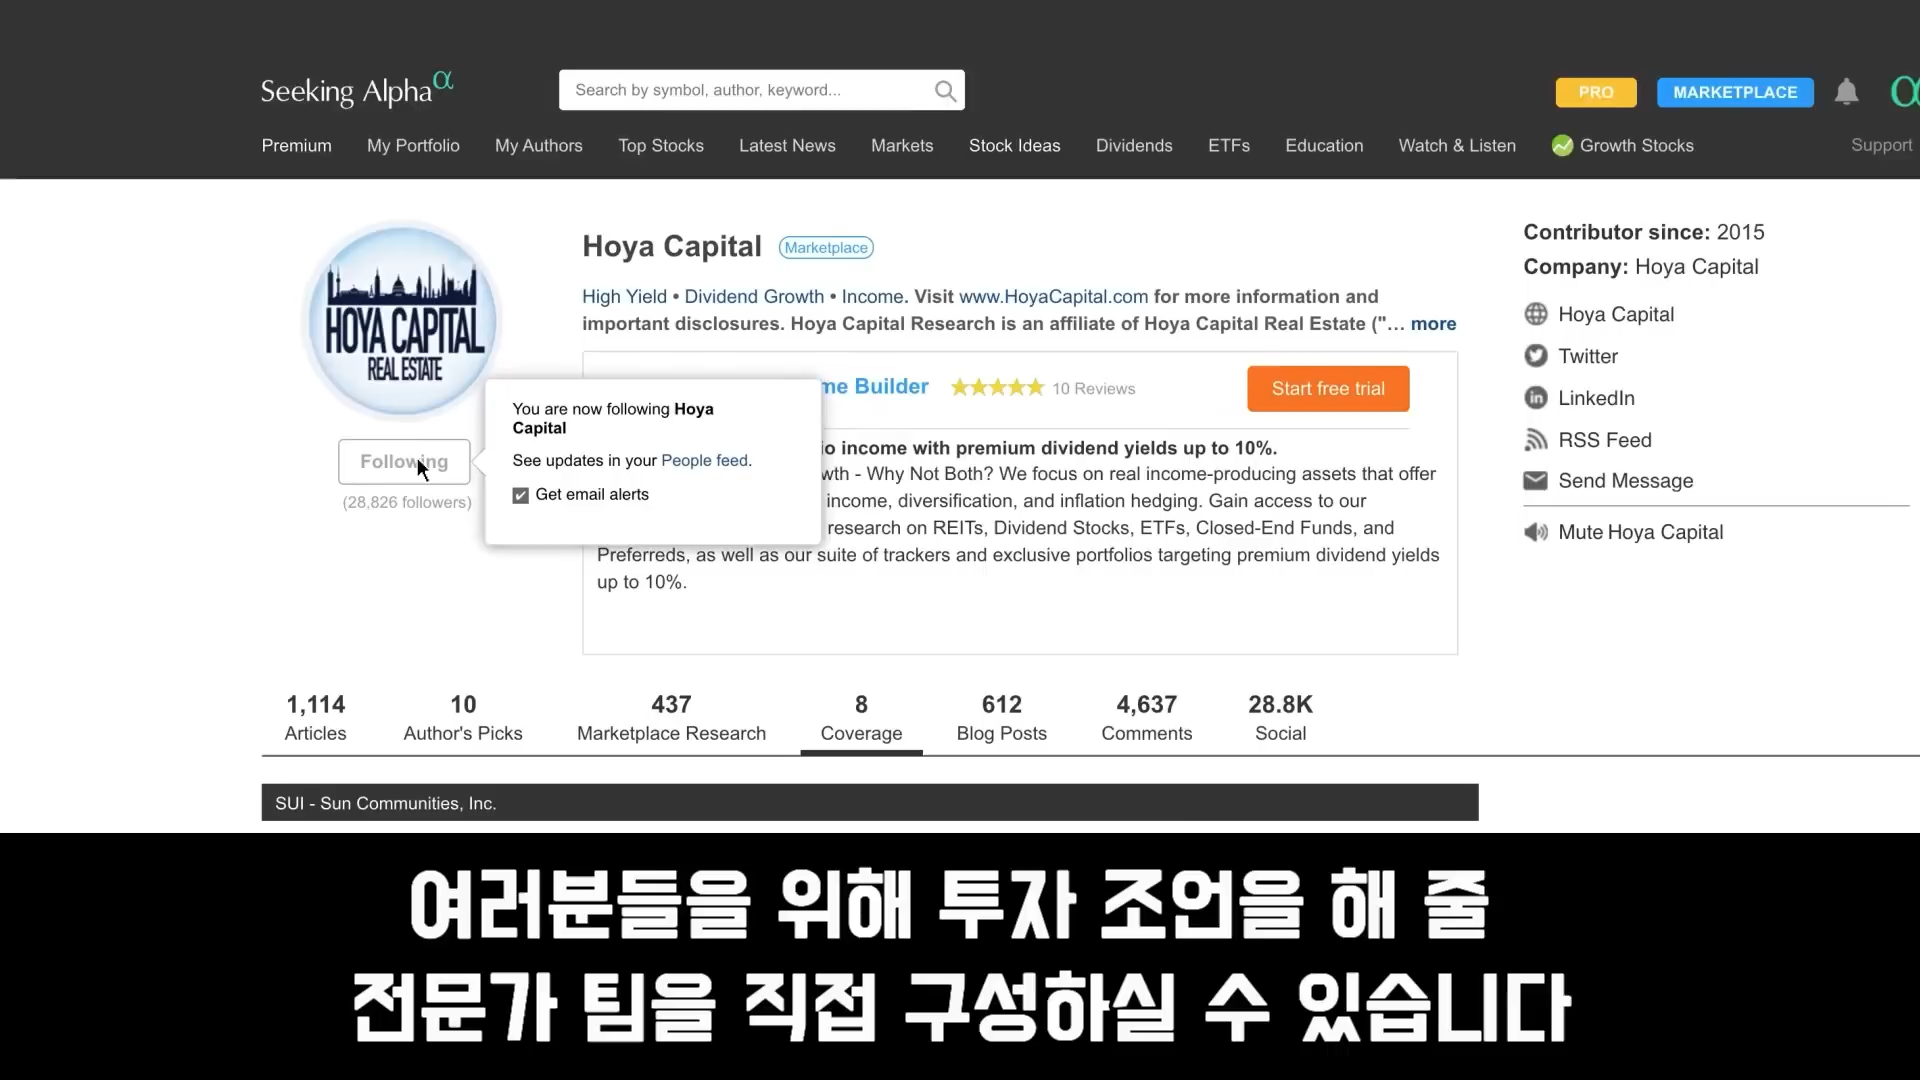 Seeking Alpha α
Search by symbol, author, keyword...
PRO
MARKETPLACE
Premium My Portfolio My Authors Top Stocks Latest News Markets Stock Ideas Dividends ETFs Education Watch & Listen Growth Stocks Support
HOYA CAPITAL
REAL ESTATE
Following
(28,826 followers)
Hoya Capital Marketplace
High Yield • Dividend Growth • Income. Visit www.HoyaCapital.com for more information and
important disclosures. Hoya Capital Research is an affiliate of Hoya Capital Real Estate ("... more
You are now following Hoya
Capital
See updates in your People feed.
Get email alerts
me Builder 10 Reviews
Start free trial
io income with premium dividend yields up to 10%.
wth - Why Not Both? We focus on real income-producing assets that offer
income, diversification, and inflation hedging. Gain access to our
research on REITs, Dividend Stocks, ETFs, Closed-End Funds, and
Preferreds, as well as our suite of trackers and exclusive portfolios targeting premium dividend yields
up to 10%.
Contributor since: 2015
Company: Hoya Capital
Hoya Capital
Twitter
LinkedIn
RSS Feed
Send Message
Mute Hoya Capital
1,114 10 437 8 612 4,637 28.8K
Articles Author's Picks Marketplace Research Coverage Blog Posts Comments Social
SUI - Sun Communities, Inc.
여러분들을 위해 투자 조언을 해 줄
전문가 팀을 직접 구성하실 수 있습니다